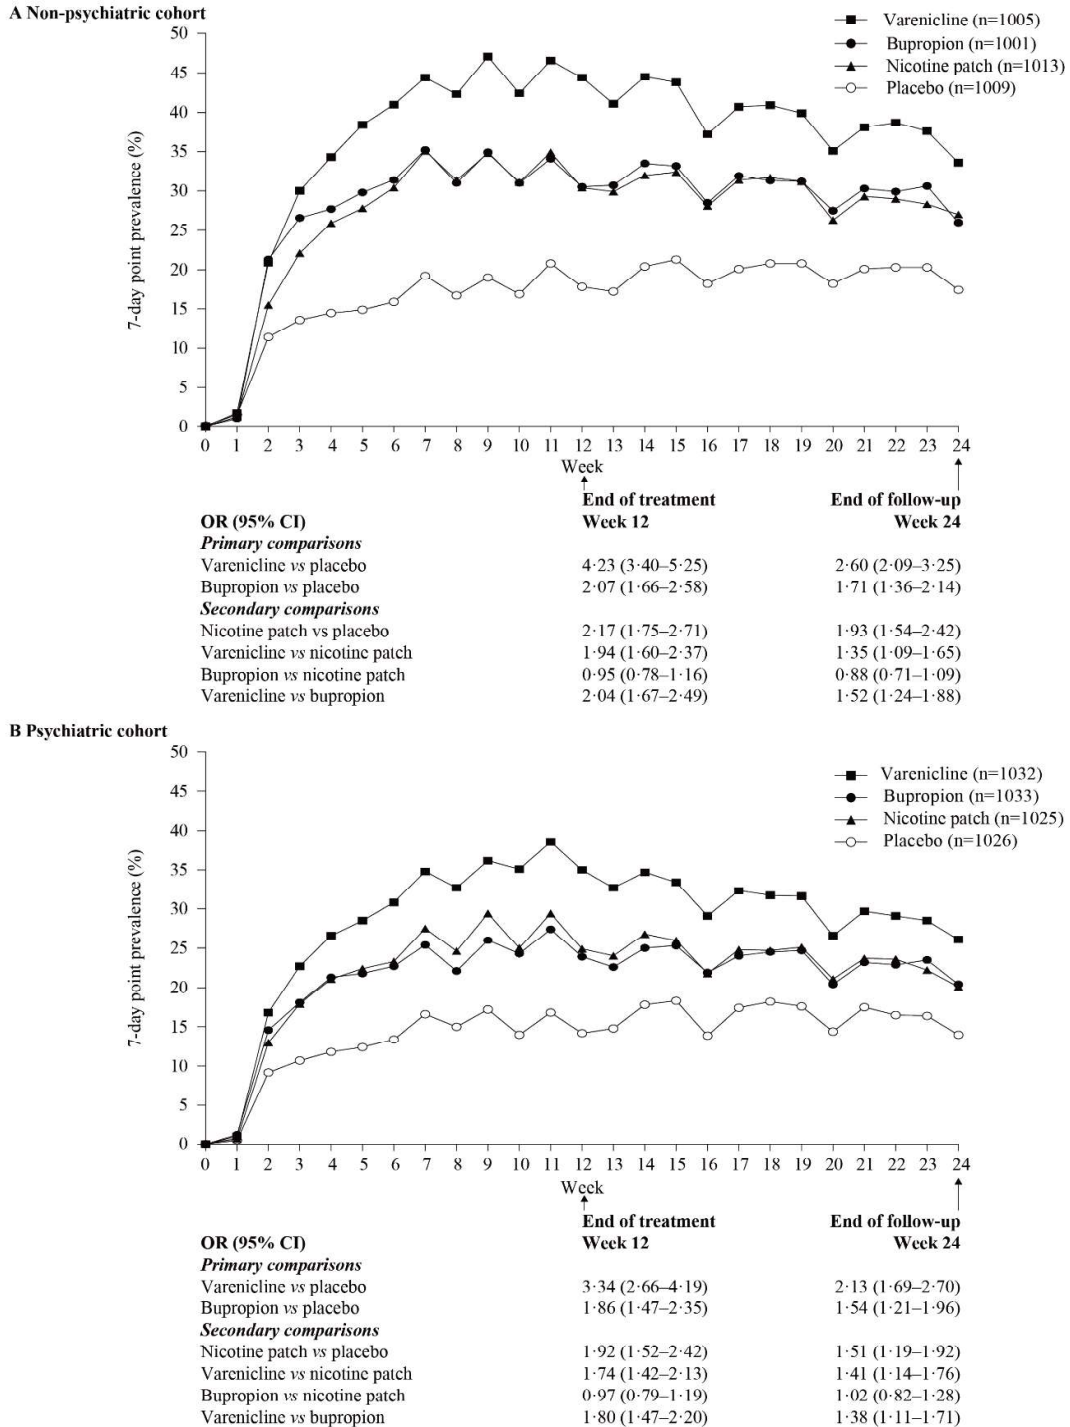 A Non-psychiatric cohort
Varenicline (n=1005)
Bupropion (n=1001)
Nicotine patch (n=1013)
Placebo (n=1009)
7-day point prevalence (%)
50
45
40
35
30
25
20
15
10
5
0
0 1 2 3 4 5 6 7 8 9 10 11 12 13 14 15 16 17 18 19 20 21 22 23 24
Week
End of treatment End of follow-up
OR (95% CI) Week 12 Week 24
Primary comparisons
Varenicline vs placebo 4·23 (3·40–5·25) 2·60 (2·09–3·25)
Bupropion vs placebo 2·07 (1·66–2·58) 1·71 (1·36–2·14)
Secondary comparisons
Nicotine patch vs placebo 2·17 (1·75–2·71) 1·93 (1·54–2·42)
Varenicline vs nicotine patch 1·94 (1·60–2·37) 1·35 (1·09–1·65)
Bupropion vs nicotine patch 0·95 (0·78–1·16) 0·88 (0·71–1·09)
Varenicline vs bupropion 2·04 (1·67–2·49) 1·52 (1·24–1·88)
B Psychiatric cohort
Varenicline (n=1032)
Bupropion (n=1033)
Nicotine patch (n=1025)
Placebo (n=1026)
7-day point prevalence (%)
50
45
40
35
30
25
20
15
10
5
0
0 1 2 3 4 5 6 7 8 9 10 11 12 13 14 15 16 17 18 19 20 21 22 23 24
Week
End of treatment End of follow-up
OR (95% CI) Week 12 Week 24
Primary comparisons
Varenicline vs placebo 3·34 (2·66–4·19) 2·13 (1·69–2·70)
Bupropion vs placebo 1·86 (1·47–2·35) 1·54 (1·21–1·96)
Secondary comparisons
Nicotine patch vs placebo 1·92 (1·52–2·42) 1·51 (1·19–1·92)
Varenicline vs nicotine patch 1·74 (1·42–2·13) 1·41 (1·14–1·76)
Bupropion vs nicotine patch 0·97 (0·79–1·19) 1·02 (0·82–1·28)
Varenicline vs bupropion 1·80 (1·47–2·20) 1·38 (1·11–1·71)